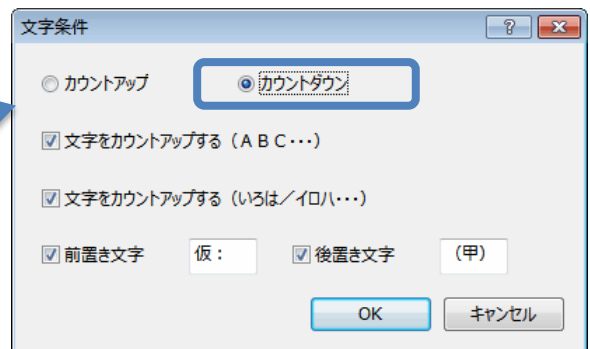 文字条件
カウントアップ　カウントダウン
文字をカウントアップする（ＡＢＣ･･･）
文字をカウントアップする（いろは／イロハ･･･）
前置き文字　仮：　後置き文字　（甲）
OK　キャンセル